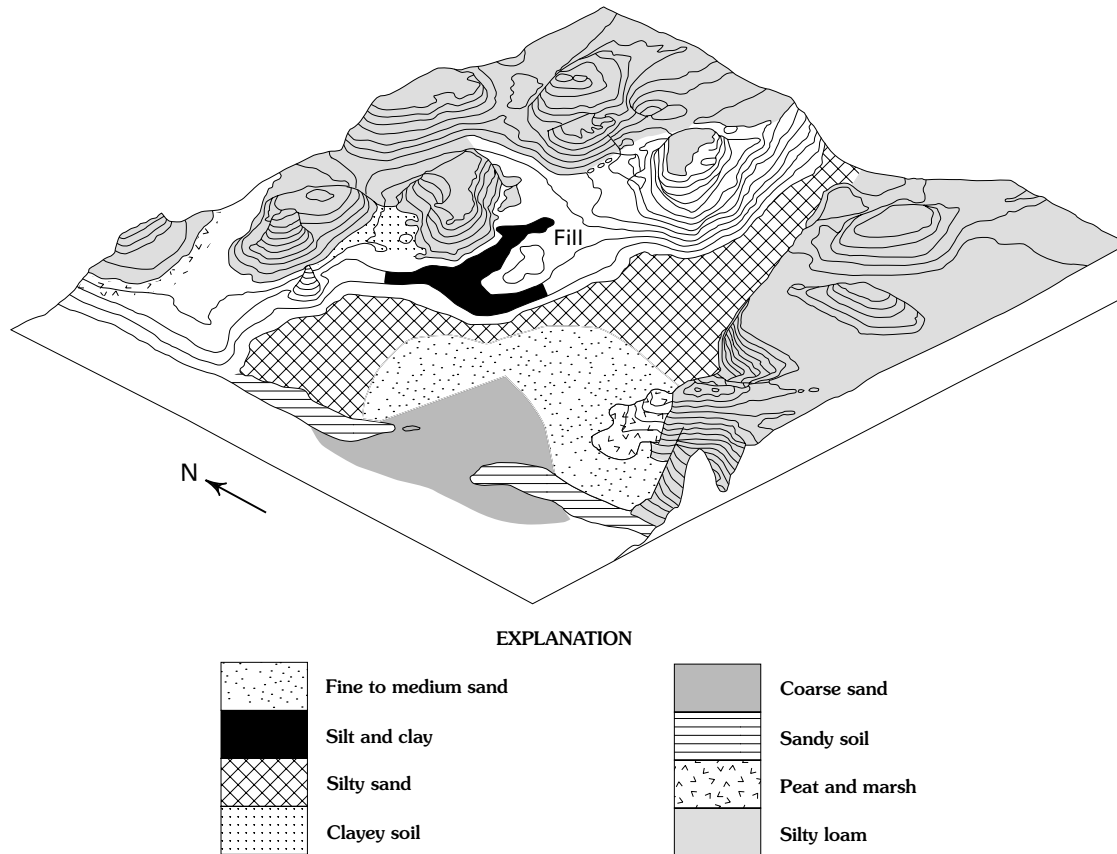 Fill
N
EXPLANATION
Fine to medium sand
Silt and clay
Silty sand
Clayey soil
Coarse sand
Sandy soil
Peat and marsh
Silty loam